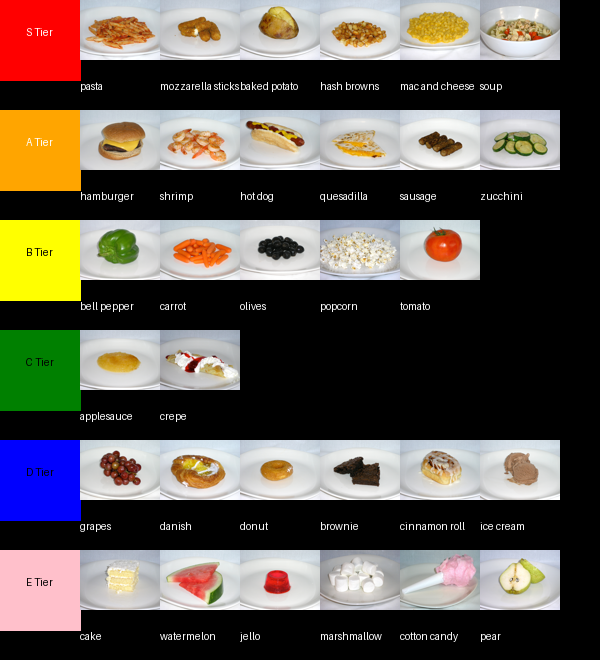 S Tier
pasta mozzarella sticks baked potato hash browns mac and cheese soup
A Tier
hamburger shrimp hot dog quesadilla sausage zucchini
B Tier
bell pepper carrot olives popcorn tomato
C Tier
applesauce crepe
D Tier
grapes danish donut brownie cinnamon roll ice cream
E Tier
cake watermelon jello marshmallow cotton candy pear